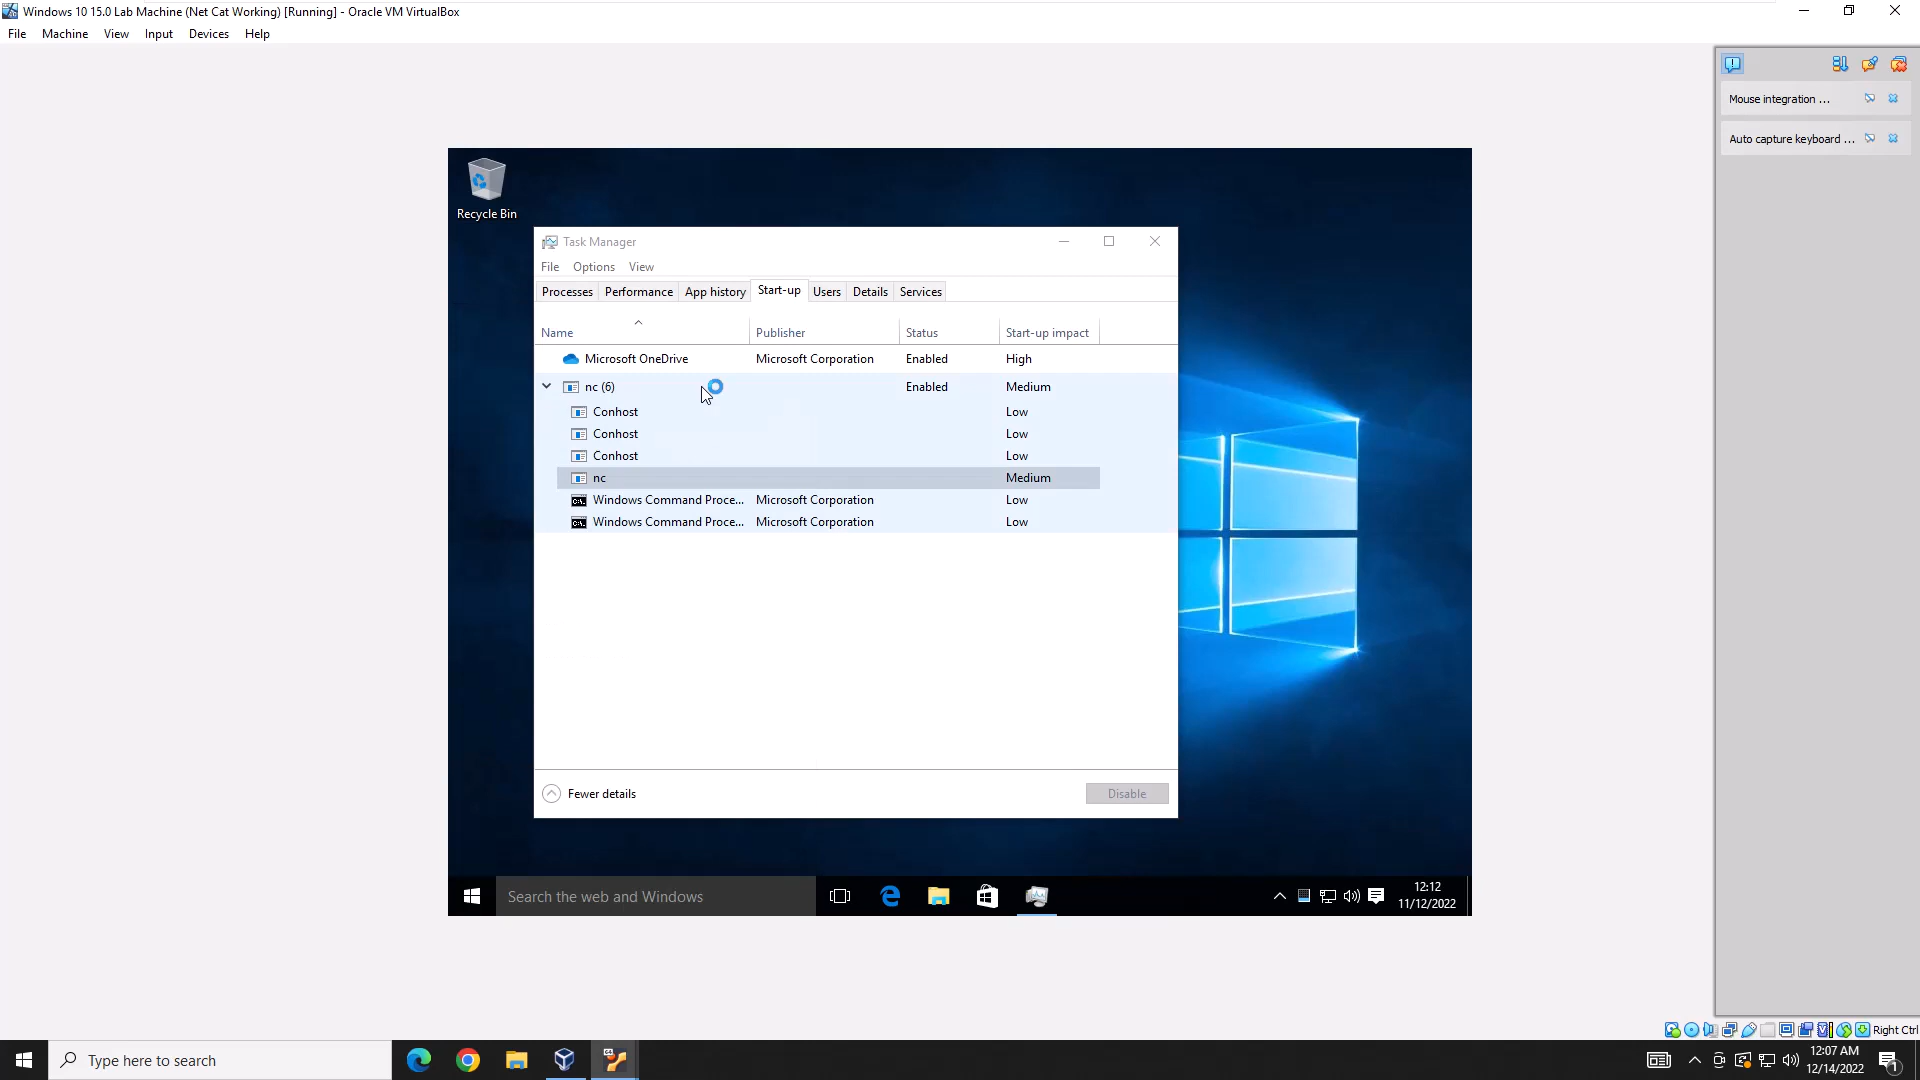 Windows 10 15.0 Lab Machine (Net Cat Working) [Running] - Oracle VM VirtualBox
File Machine View Input Devices Help
Mouse integration ...
Auto capture keyboard ...
Recycle Bin
Task Manager
File Options View
Processes Performance App history Start-up Users Details Services
Name Publisher Status Start-up impact
Microsoft OneDrive Microsoft Corporation Enabled High
nc (6) Enabled Medium
Conhost Low
Conhost Low
Conhost Low
nc Medium
Windows Command Proce... Microsoft Corporation Low
Windows Command Proce... Microsoft Corporation Low
Fewer details Disable
Search the web and Windows
12:12
11/12/2022
Right Ctrl
Type here to search
12:07 AM
12/14/2022
1